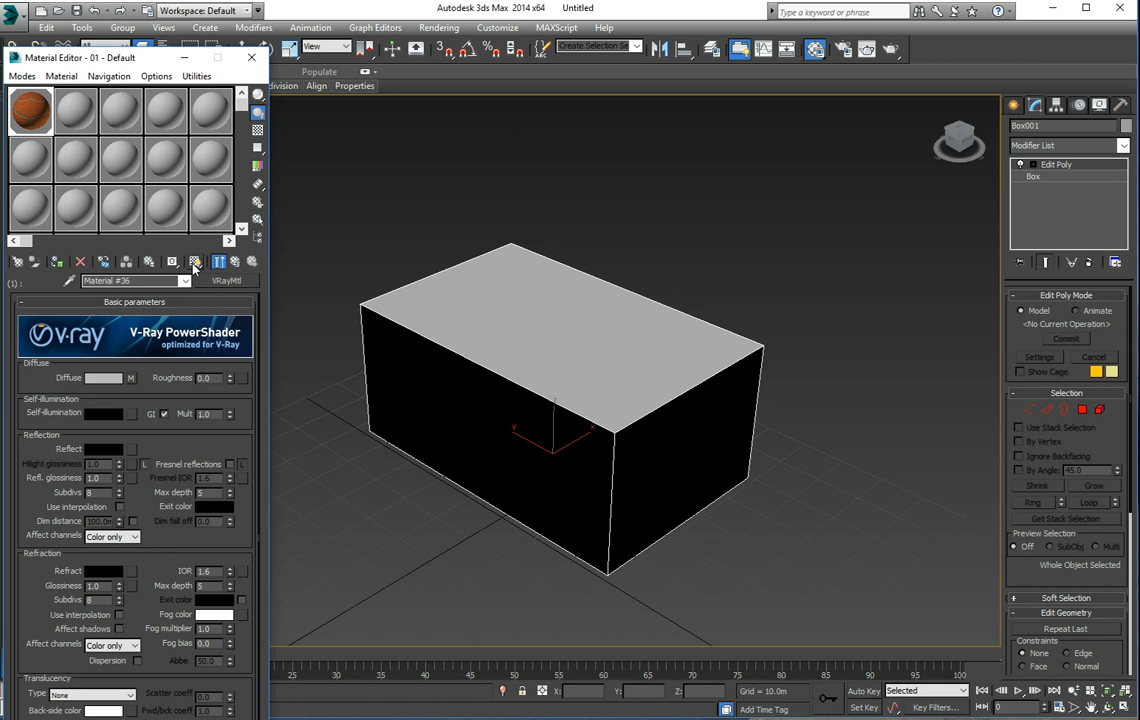 Workspace: Default
Autodesk 3ds Max 2014 x64 Untitled
Type a keyword or phrase
Edit Tools Group Views Create Modifiers Animation Graph Editors Rendering Customize MAXScript Help
View
Create Selection Se
Material Editor - 01 - Default
Populate
Modes Material Navigation Options Utilities
division Align Properties
Box001
Modifier List
Edit Poly
Box
(1) :
Material #36
VRayMtl
Basic parameters
V-Ray PowerShader
optimized for V-Ray
v-ray
Diffuse
Diffuse M Roughness 0.0
Self-illumination
Self-illumination GI Mult 1.0
Reflection
Reflect
Hilight glossiness 1.0 L Fresnel reflections L
Refl. glossiness 1.0 Fresnel IOR 1.6
Subdivs 8 Max depth 5
Use interpolation Exit color
Dim distance 100.0 Dim fall off 0.0
Affect channels Color only
Refraction
Refract IOR 1.6
Glossiness 1.0 Max depth 5
Subdivs 8 Exit color
Use interpolation Fog color
Affect shadows Fog multiplier 1.0
Affect channels Color only Fog bias 0.0
Dispersion Abbe 50.0
Translucency
Type None Scatter coeff 0.0
Back-side color Fwd/bck coeff 1.0
z
y x
- Edit Poly Mode
Model Animate
<No Current Operation>
Commit
Settings Cancel
Show Cage
- Selection
Use Stack Selection
By Vertex
Ignore Backfacing
By Angle: 45.0
Shrink Grow
Ring Loop
Get Stack Selection
Preview Selection
Off SubObj Multi
Whole Object Selected
+ Soft Selection
- Edit Geometry
Repeat Last
Constraints
None Edge
Face Normal
25 30 35 40 45 50 55 60 65 70 75 80 85 90 95 100
X: Y: Z: Grid = 10.0m
Auto Key Selected
Add Time Tag
Set Key Key Filters... 0